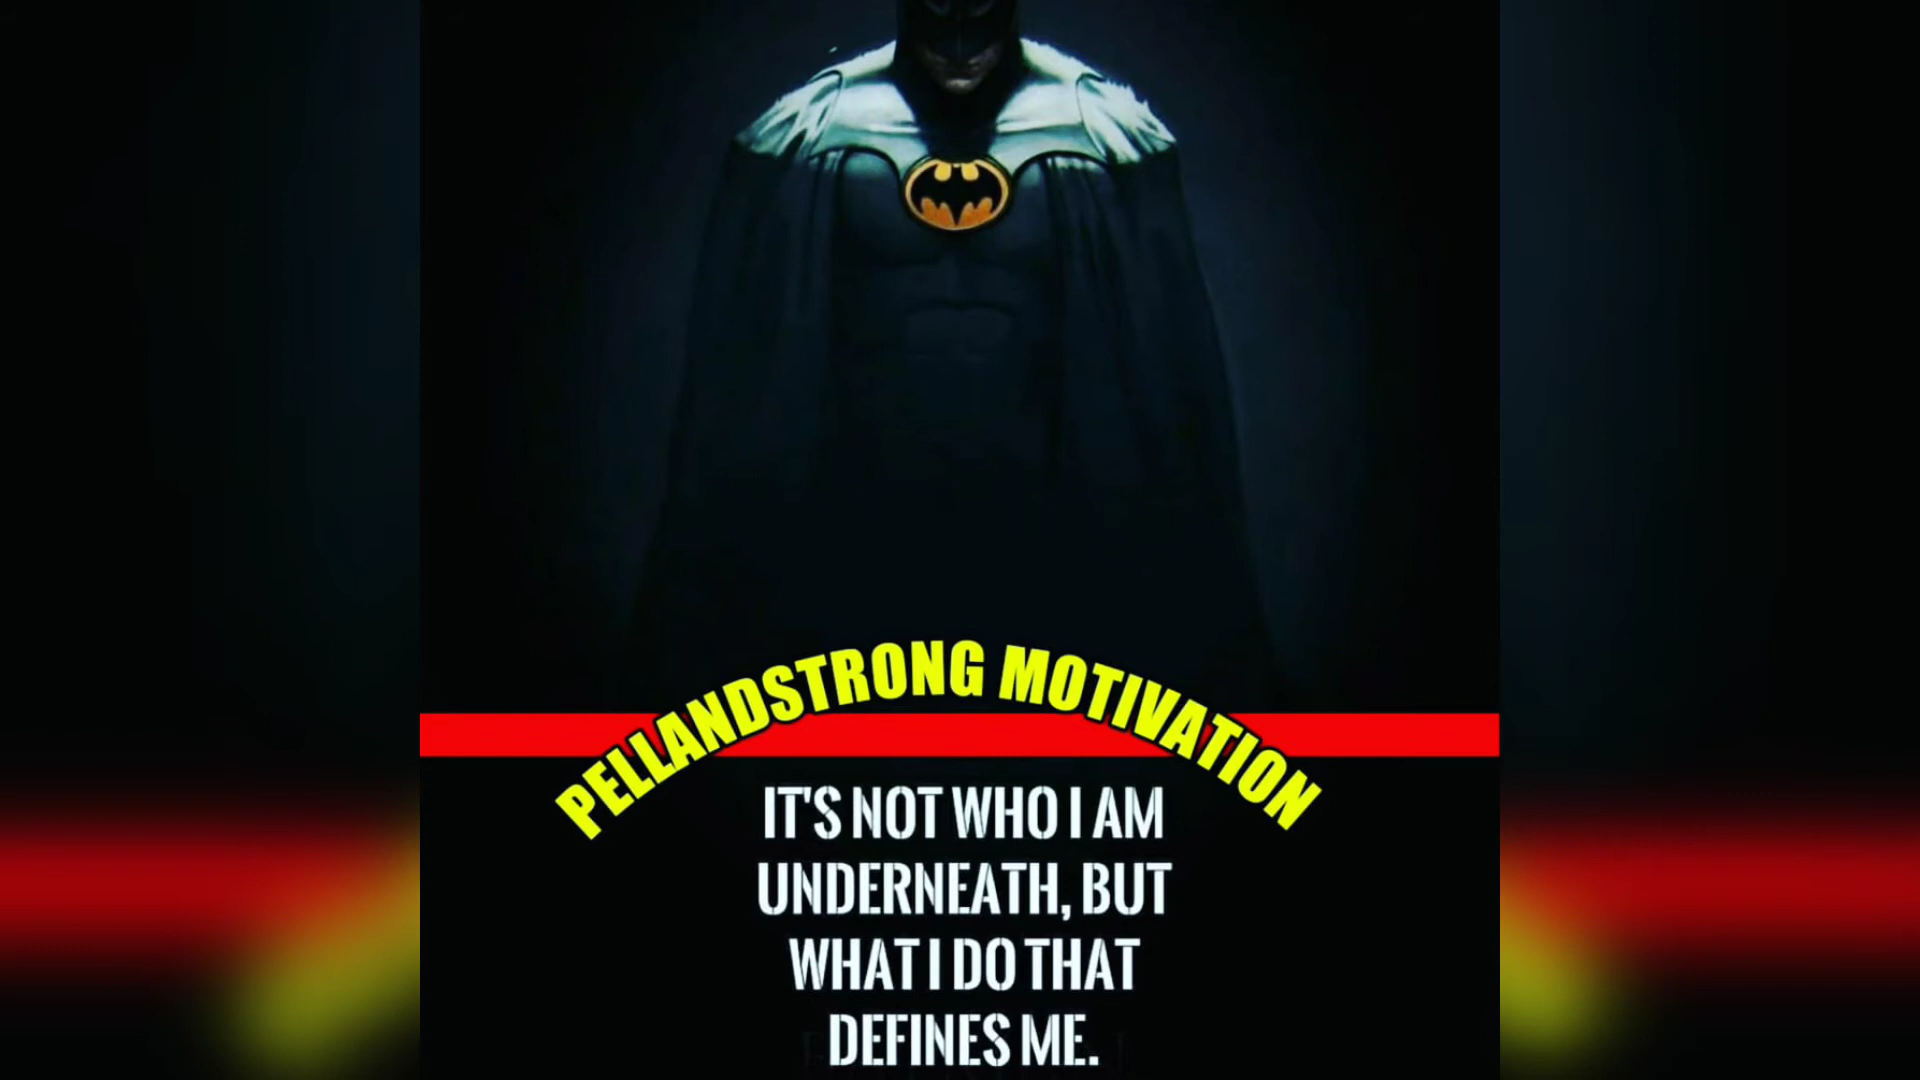 PELLANDSTRONG MOTIVATION
IT'S NOT WHO I AM
UNDERNEATH, BUT
WHAT I DO THAT
DEFINES ME.